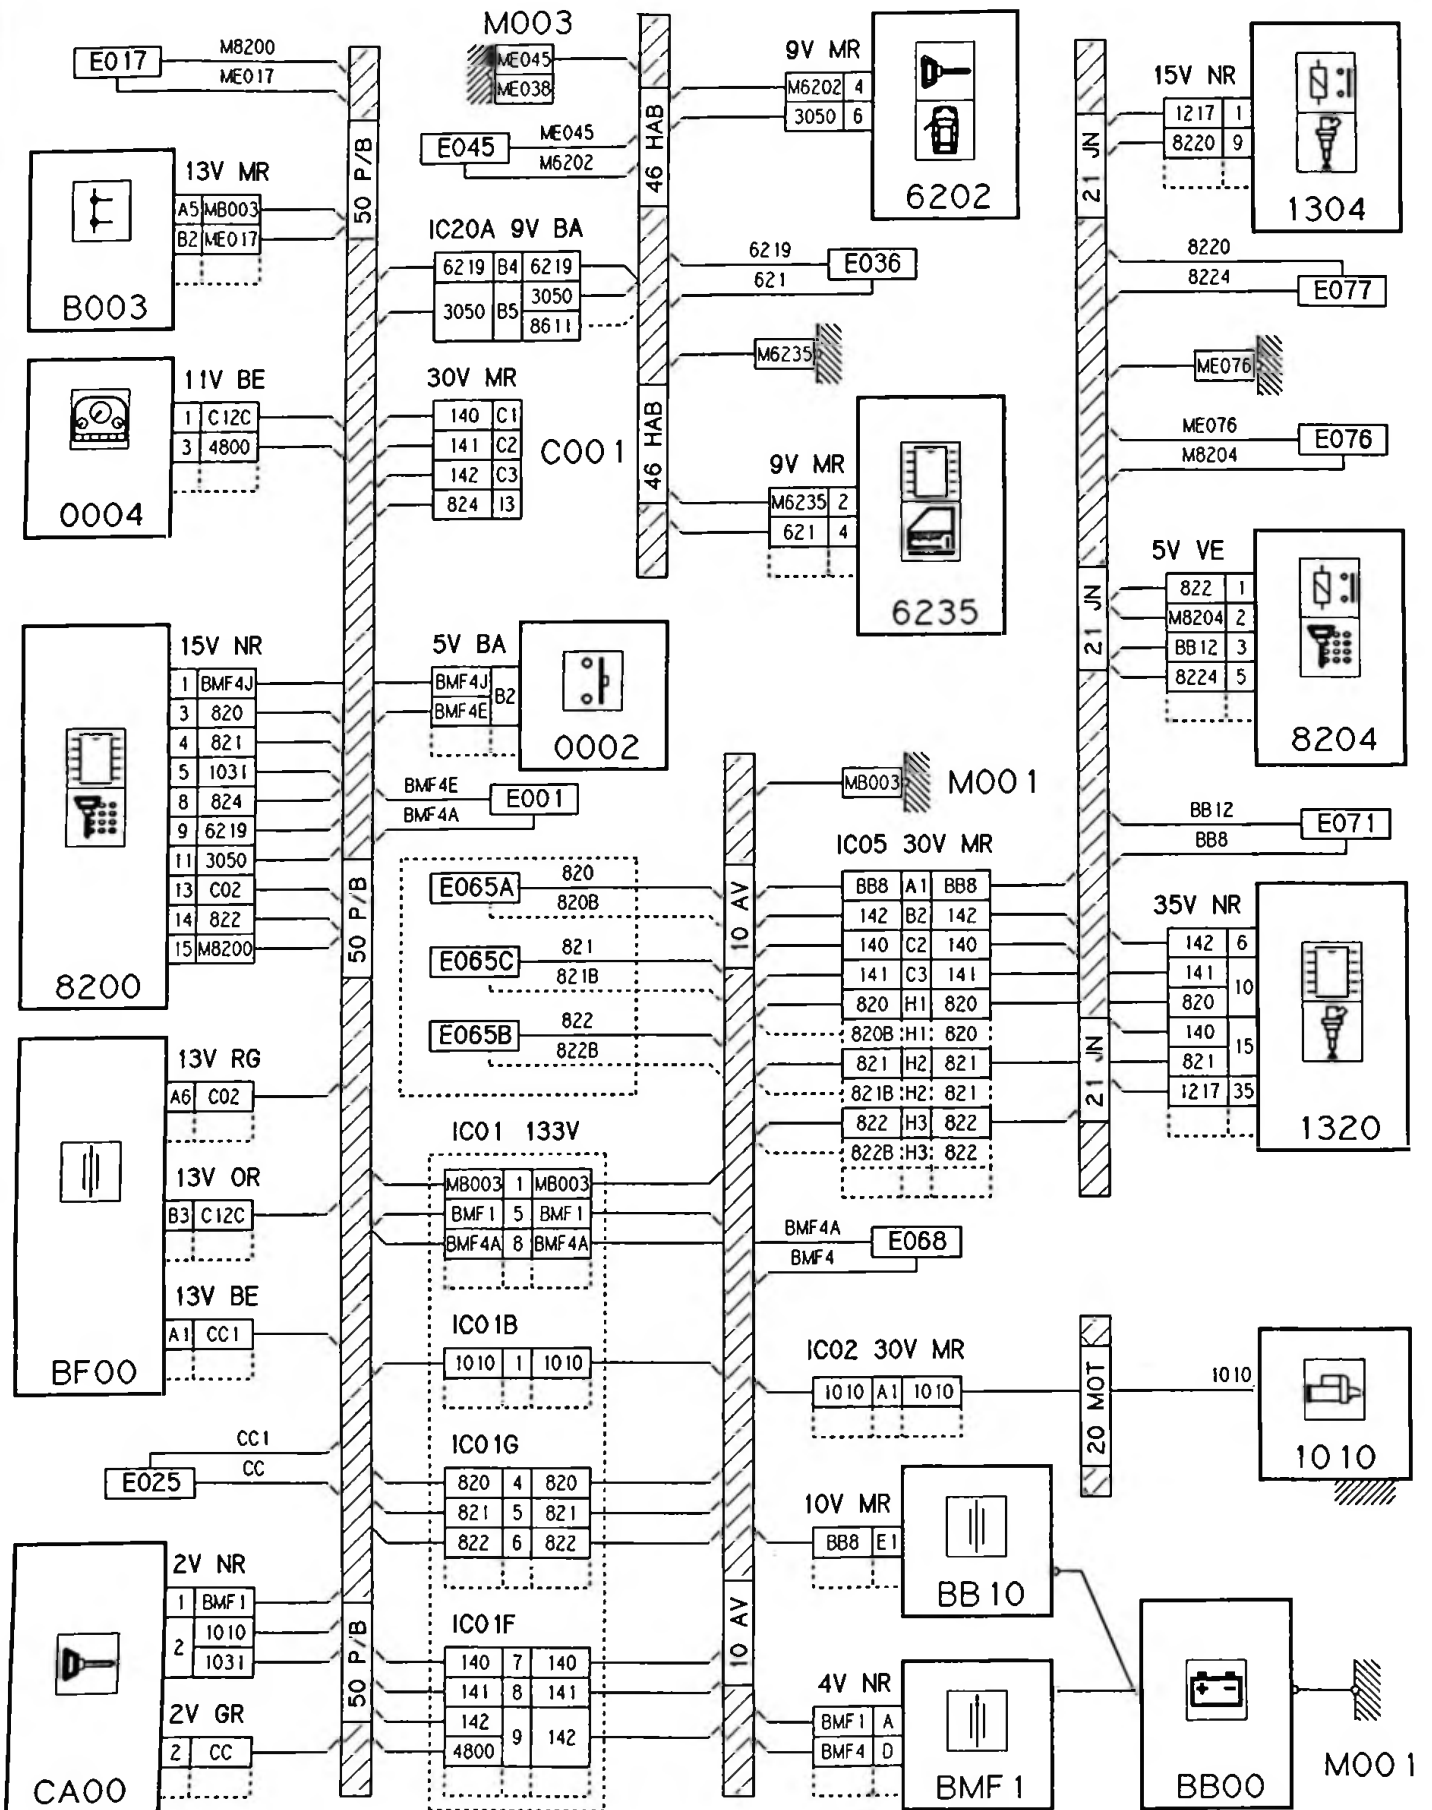 E017
M8200
ME017
50 P/B
13V MR
A5 MB003
B2 ME017
B003
11V BE
1 C12C
3 4800
0004
15V NR
1 BMF4J
3 820
4 821
5 1031
8 824
9 6219
11 3050
13 C02
14 822
15 M8200
8200
50 P/B
13V RG
A6 C02
13V OR
B3 C12C
13V BE
A1 CC1
BF00
CC1
CC
E025
2V NR
1 BMF1
2 1010
1031
2V GR
2 CC
CA00
50 P/B
M003
ME045
ME038
E045
ME045
M6202
46 HAB
IC20A 9V BA
6219 B4 6219
3050 B5 3050
8611
30V MR
140 C1
141 C2
142 C3
824 I3
C001
46 HAB
5V BA
BMF4J B2
BMF4E
0002
BMF4E
BMF4A
E001
E065A
820
820B
E065C
821
821B
E065B
822
822B
IC01 133V
MB003 1 MB003
BMF1 5 BMF1
BMF4A 8 BMF4A
IC01B
1010 1 1010
IC01G
820 4 820
821 5 821
822 6 822
IC01F
140 7 140
141 8 141
142 9 142
4800
9V MR
M6202 4
3050 6
6202
6219
621
E036
M6235
9V MR
M6235 2
621 4
6235
10 AV
MB003
M001
IC05 30V MR
BB8 A1 BB8
142 B2 142
140 C2 140
141 C3 141
820 H1 820
820B H1 820
821 H2 821
821B H2 821
822 H3 822
822B H3 822
BMF4A
BMF4
E068
IC02 30V MR
1010 A1 1010
10V MR
BB8 E1
BB10
10 AV
4V NR
BMF1 A
BMF4 D
BMF1
21 JN
15V NR
1217 1
8220 9
1304
8220
8224
E077
ME076
ME076
M8204
E076
5V VE
822 1
M8204 2
BB12 3
8224 5
8204
21 JN
BB12
BB8
E071
35V NR
142 6
141 10
820
140 15
821
1217 35
1320
21 JN
20 MOT
1010
1010
BB00
M001